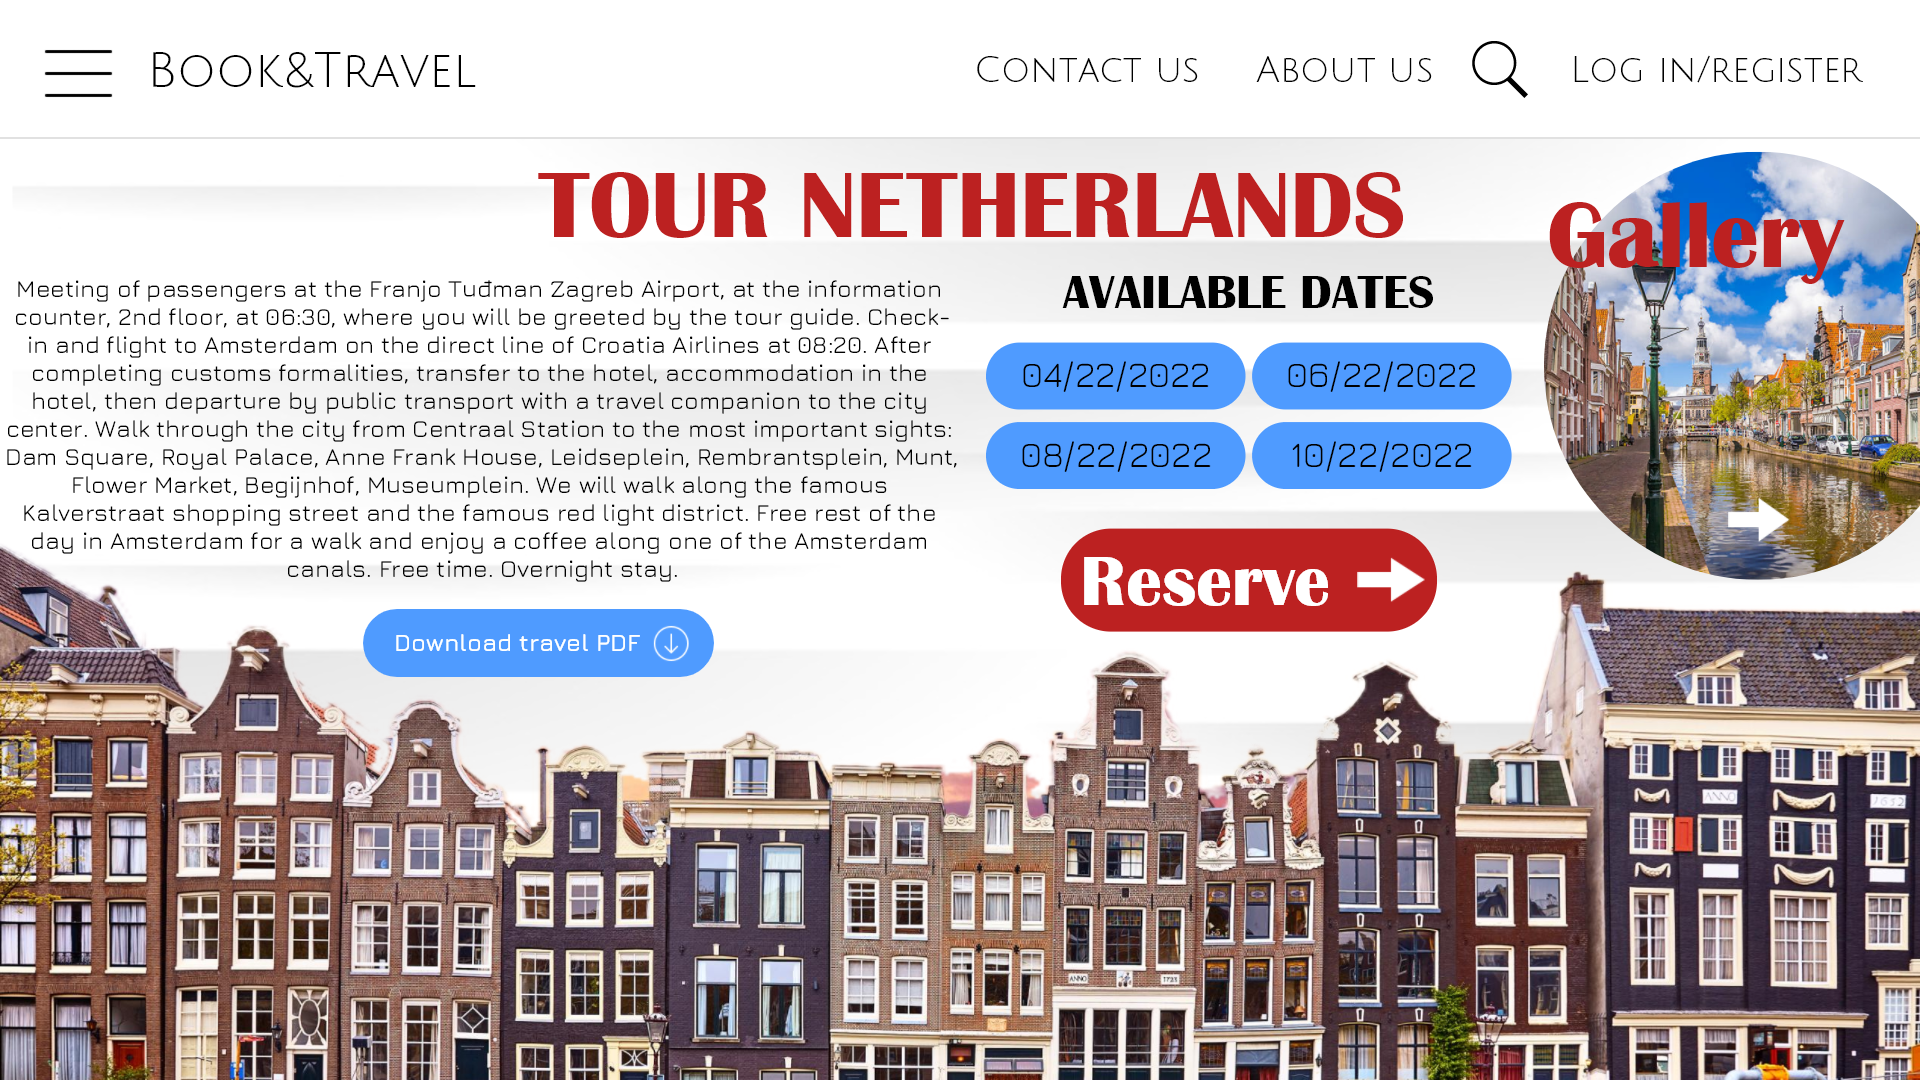 Book&Travel
Contact us
About us
Log in/register
TOUR NETHERLANDS
Gallery
Meeting of passengers at the Franjo Tuđman Zagreb Airport, at the information
counter, 2nd floor, at 06:30, where you will be greeted by the tour guide. Check-
in and flight to Amsterdam on the direct line of Croatia Airlines at 08:20. After
completing customs formalities, transfer to the hotel, accommodation in the
hotel, then departure by public transport with a travel companion to the city
center. Walk through the city from Centraal Station to the most important sights:
Dam Square, Royal Palace, Anne Frank House, Leidseplein, Rembrantsplein, Munt,
Flower Market, Begijnhof, Museumplein. We will walk along the famous
Kalverstraat shopping street and the famous red light district. Free rest of the
day in Amsterdam for a walk and enjoy a coffee along one of the Amsterdam
canals. Free time. Overnight stay.
Download travel PDF
AVAILABLE DATES
04/22/2022
06/22/2022
08/22/2022
10/22/2022
Reserve
ANNO
ANNO